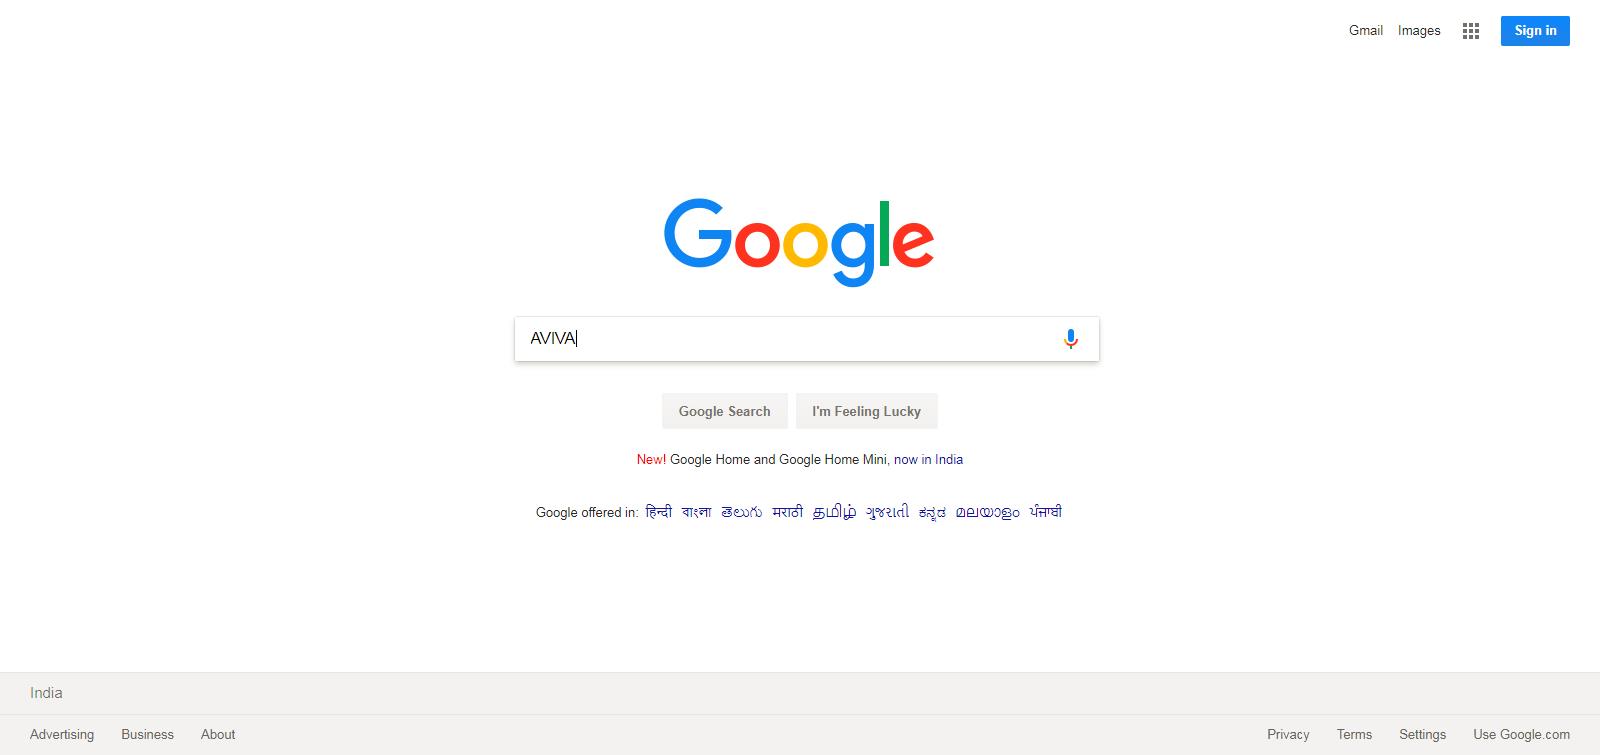 Gmail Images Sign in
Google
AVIVA
Google Search I'm Feeling Lucky
New! Google Home and Google Home Mini, now in India
Google offered in: हिन्दी বাংলা తెలుగు मराठी தமிழ் ગુજરાતી ಕನ್ನಡ മലയാളം ਪੰਜਾਬੀ
India
Advertising Business About Privacy Terms Settings Use Google.com